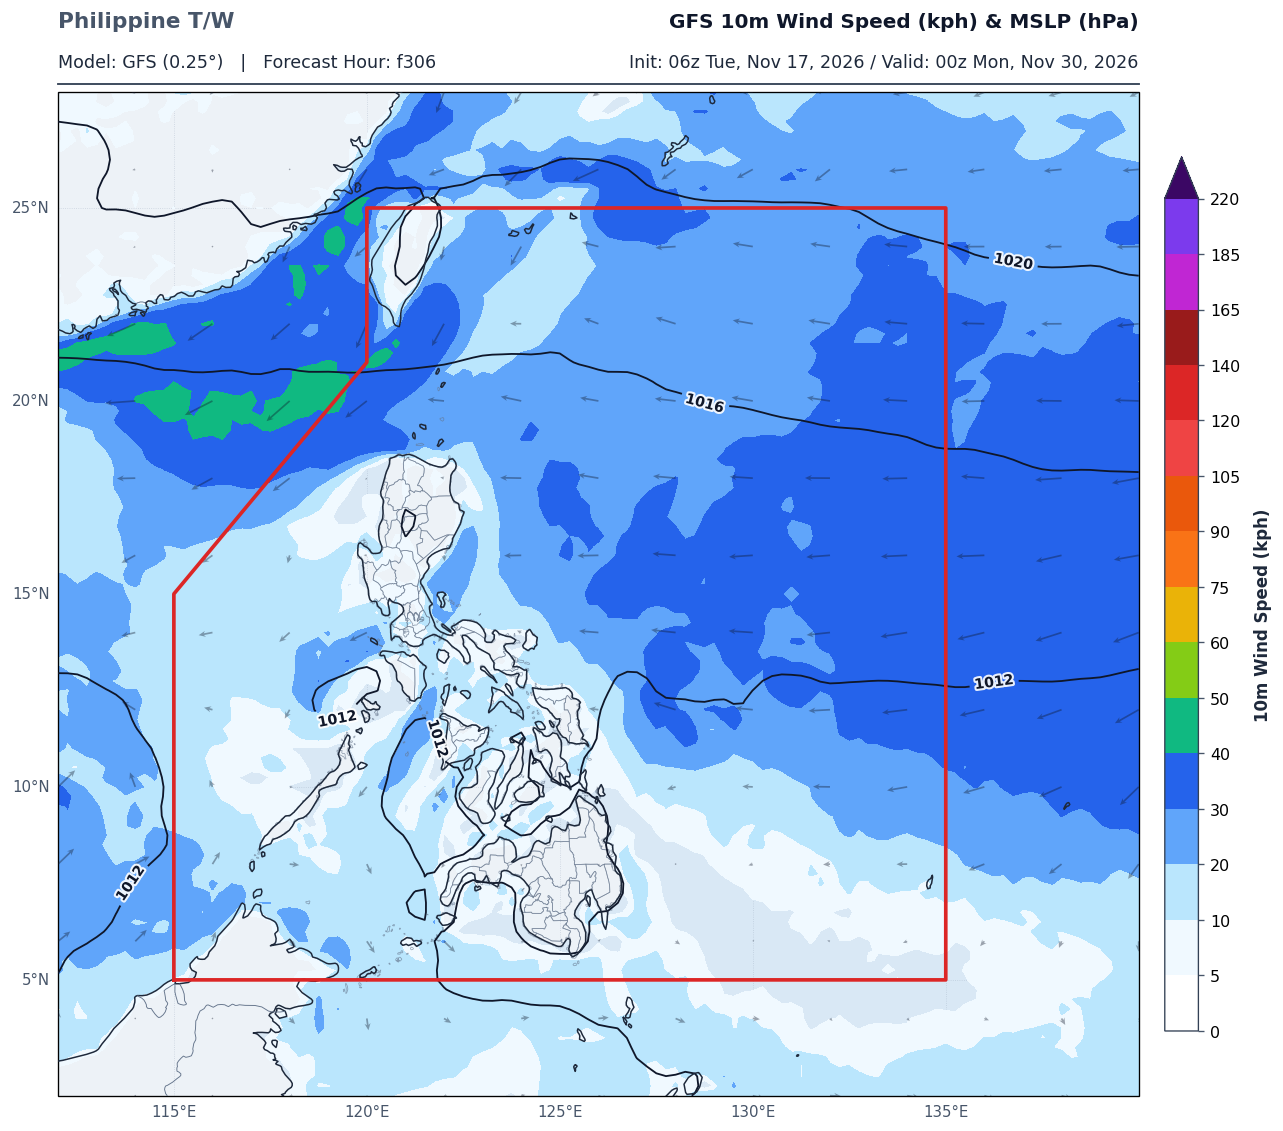 Philippine T/W
GFS 10m Wind Speed (kph) & MSLP (hPa)
Model: GFS (0.25°) | Forecast Hour: f306
Init: 06z Tue, Nov 17, 2026 / Valid: 00z Mon, Nov 30, 2026
25°N
20°N
15°N
10°N
5°N
115°E
120°E
125°E
130°E
135°E
1020
1016
1012
1012
1012
1012
220
185
165
140
120
105
90
75
60
50
40
30
20
10
5
0
10m Wind Speed (kph)